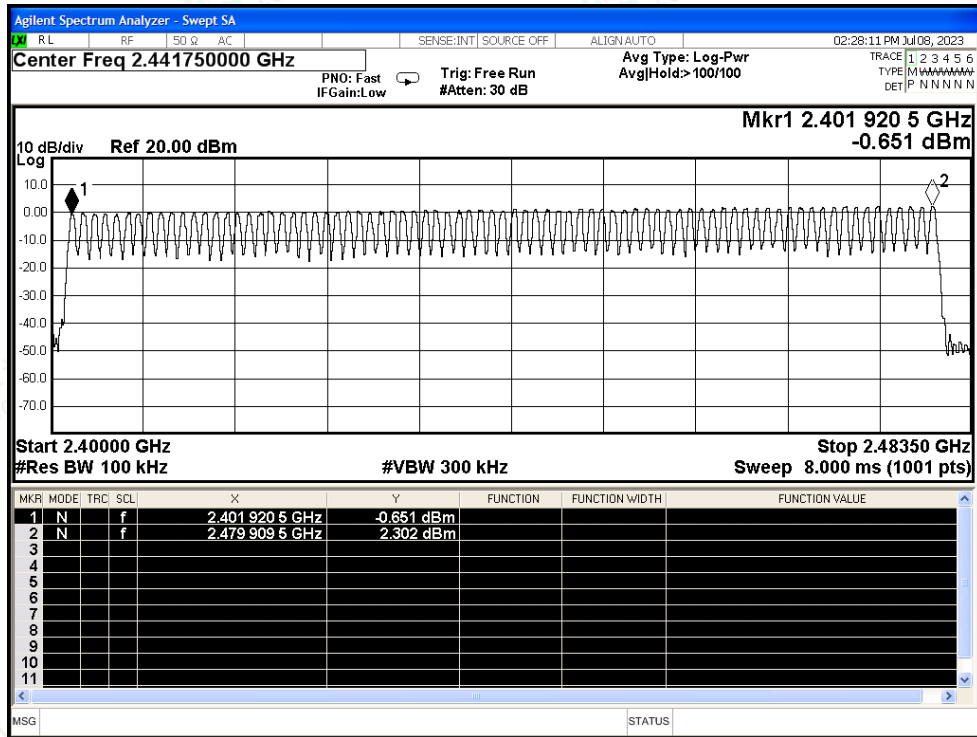 Agilent Spectrum Analyzer - Swept SA
LXI RL RF 50 Ω AC SENSE:INT SOURCE OFF ALIGN AUTO 02:28:11 PM Jul 08, 2023
Center Freq 2.441750000 GHz
PNO: Fast
IFGain:Low
Trig: Free Run
#Atten: 30 dB
Avg Type: Log-Pwr
Avg|Hold:>100/100
TRACE 1 2 3 4 5 6
TYPE M
DET P N N N N N
Mkr1 2.401 920 5 GHz
-0.651 dBm
10 dB/div Ref 20.00 dBm
Log
10.0
0.00
-10.0
-20.0
-30.0
-40.0
-50.0
-60.0
-70.0
1
2
Start 2.40000 GHz Stop 2.48350 GHz
#Res BW 100 kHz #VBW 300 kHz Sweep 8.000 ms (1001 pts)
MKR MODE TRC SCL X Y FUNCTION FUNCTION WIDTH FUNCTION VALUE
1 N f 2.401 920 5 GHz -0.651 dBm
2 N f 2.479 909 5 GHz 2.302 dBm
3
4
5
6
7
8
9
10
11
MSG STATUS